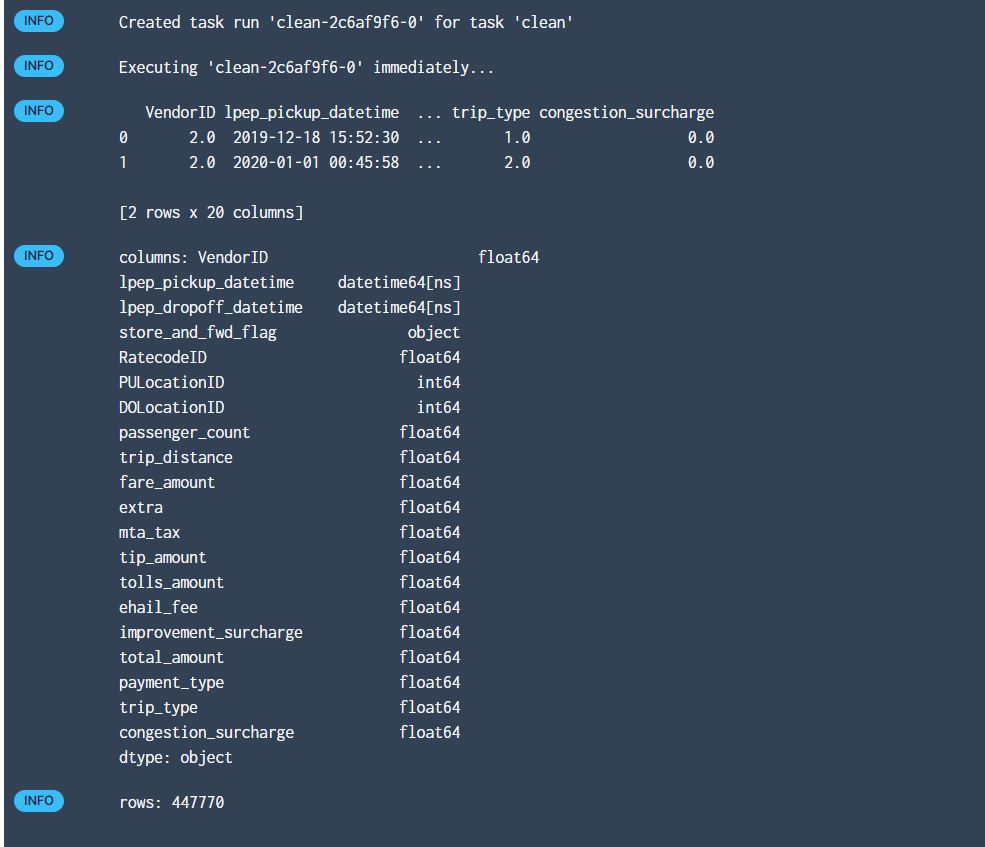 INFO Created task run 'clean-2c6af9f6-0' for task 'clean'
INFO Executing 'clean-2c6af9f6-0' immediately...
INFO    VendorID lpep_pickup_datetime  ... trip_type congestion_surcharge
0       2.0  2019-12-18 15:52:30  ...       1.0                  0.0
1       2.0  2020-01-01 00:45:58  ...       2.0                  0.0
[2 rows x 20 columns]
INFO columns: VendorID                        float64
lpep_pickup_datetime     datetime64[ns]
lpep_dropoff_datetime    datetime64[ns]
store_and_fwd_flag               object
RatecodeID                      float64
PULocationID                      int64
DOLocationID                      int64
passenger_count                 float64
trip_distance                   float64
fare_amount                     float64
extra                           float64
mta_tax                         float64
tip_amount                      float64
tolls_amount                    float64
ehail_fee                       float64
improvement_surcharge           float64
total_amount                    float64
payment_type                    float64
trip_type                       float64
congestion_surcharge            float64
dtype: object
INFO rows: 447770